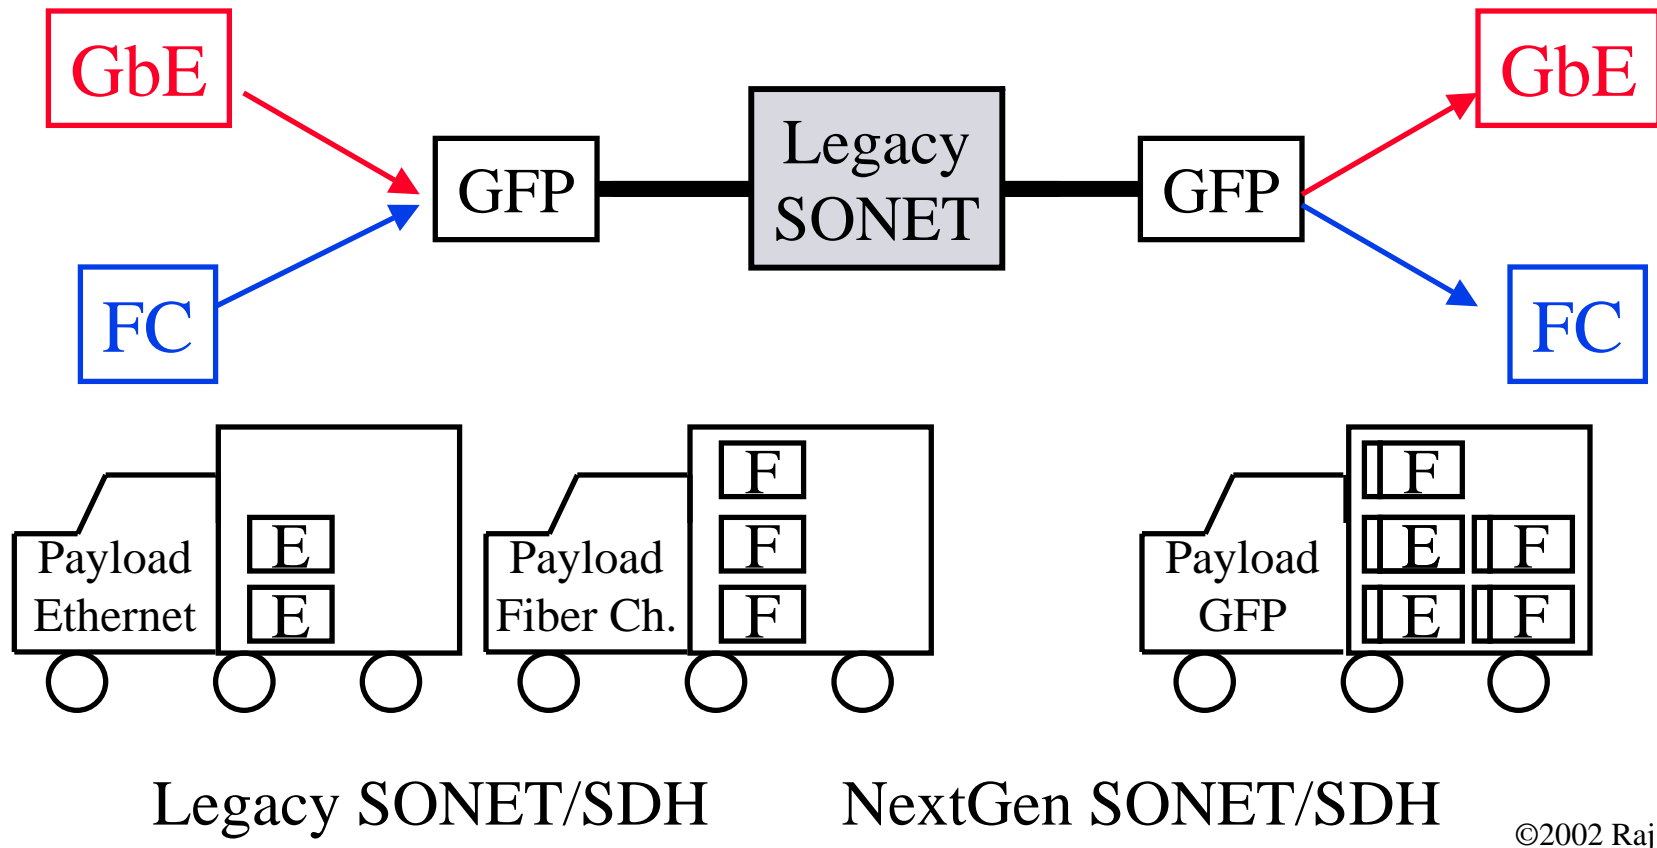 GbE
GbE
Legacy
SONET
GFP
GFP
FC
FC
Payload
Ethernet
E
E
Payload
Fiber Ch.
F
F
F
Payload
GFP
F
E
F
E
F
Legacy SONET/SDH
NextGen SONET/SDH
©2002 Raj